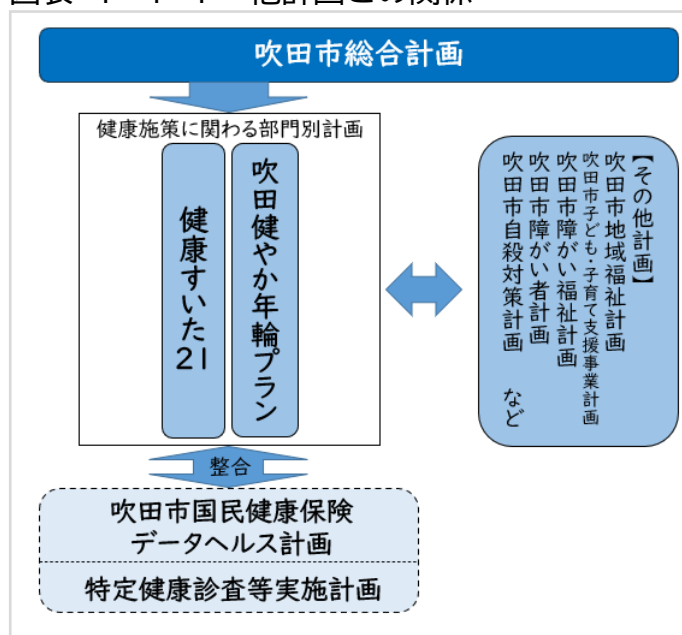 吹田市総合計画
健康施策に関わる部門別計画
吹田健やか年輪プラン
健康すいた21
【その他計画】
吹田市地域福祉計画
吹田市子ども・子育て支援事業計画
吹田市障がい福祉計画
吹田市障がい者計画
吹田市自殺対策計画 など
整合
吹田市国民健康保険
データヘルス計画
特定健康診査等実施計画